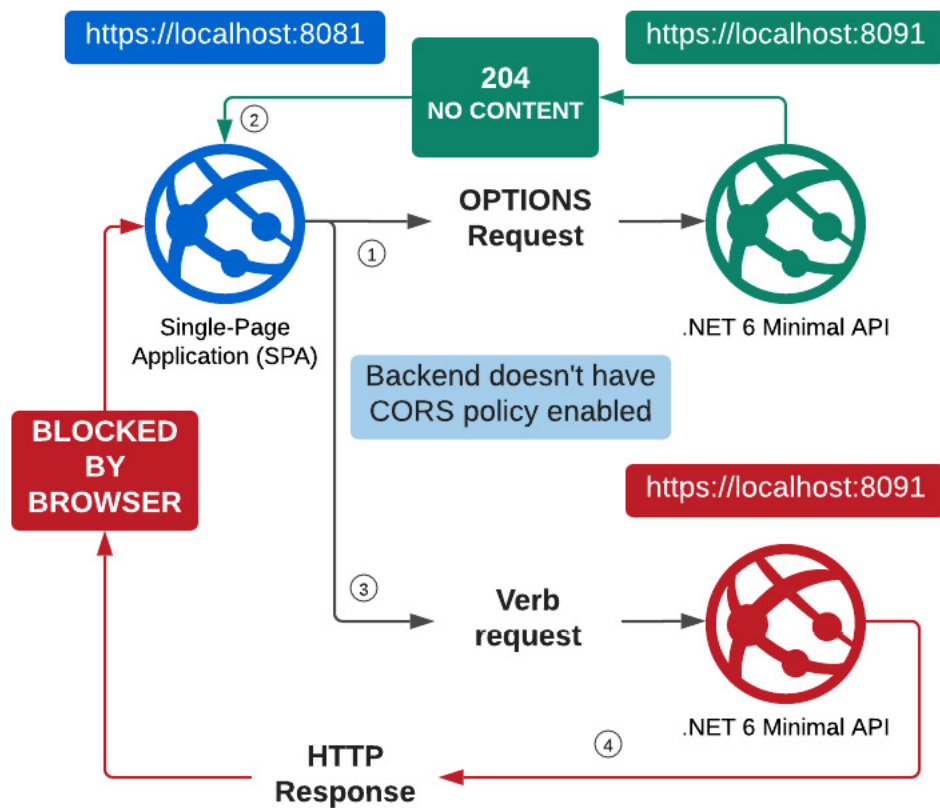 https://localhost:8081
https://localhost:8091
204
NO CONTENT
2
OPTIONS
Request
1
Single-Page
Application (SPA)
.NET 6 Minimal API
Backend doesn't have
CORS policy enabled
BLOCKED
BY
BROWSER
https://localhost:8091
3
Verb
request
.NET 6 Minimal API
4
HTTP
Response